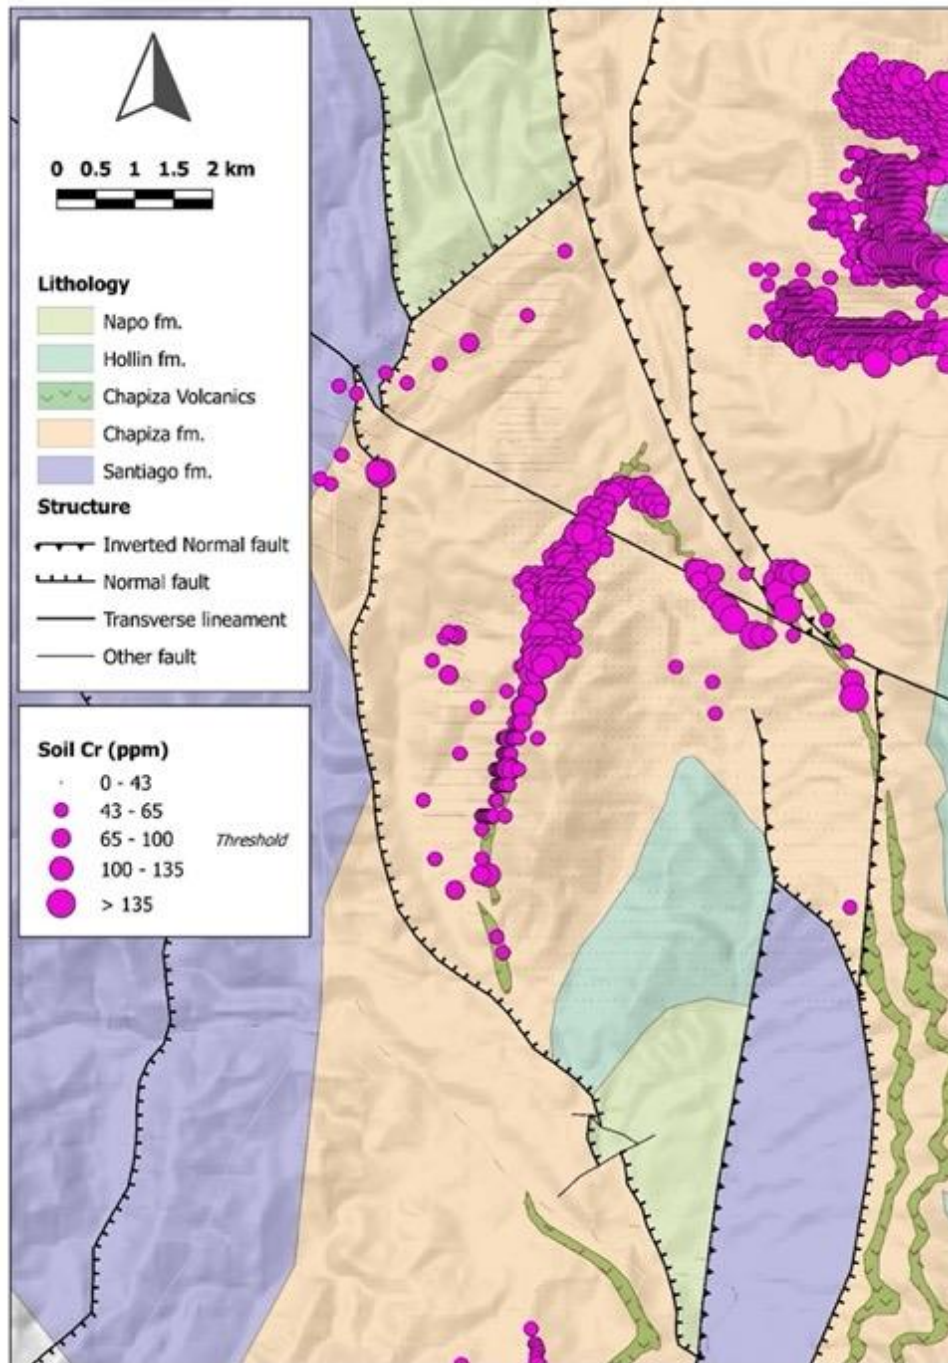 0 0.5 1 1.5 2 km
Lithology
Napo fm.
Hollin fm.
Chapiza Volcanics
Chapiza fm.
Santiago fm.
Structure
Inverted Normal fault
Normal fault
Transverse lineament
Other fault
Soil Cr (ppm)
0 - 43
43 - 65
65 - 100 Threshold
100 - 135
> 135